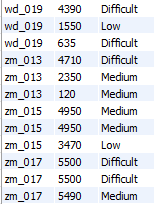 wd_019 4390 Difficult
wd_019 1550 Low
wd_019 635 Difficult
zm_013 4710 Difficult
zm_013 2350 Medium
zm_013 120 Medium
zm_015 4950 Medium
zm_015 4950 Medium
zm_015 3470 Low
zm_017 5500 Difficult
zm_017 5500 Difficult
zm_017 5490 Medium